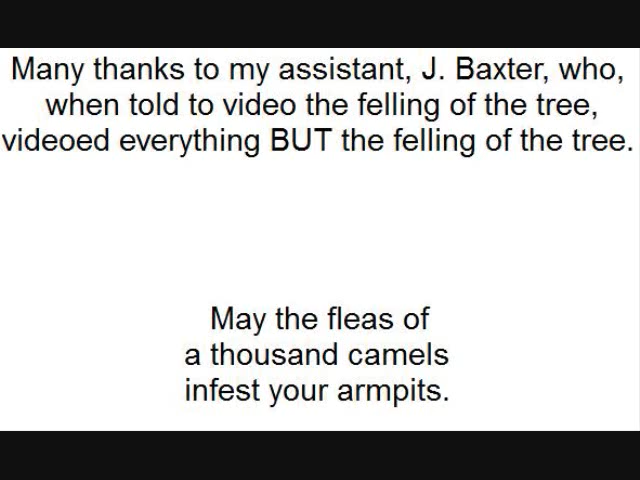 Many thanks to my assistant, J. Baxter, who,
when told to video the felling of the tree,
videoed everything BUT the felling of the tree.
May the fleas of
a thousand camels
infest your armpits.